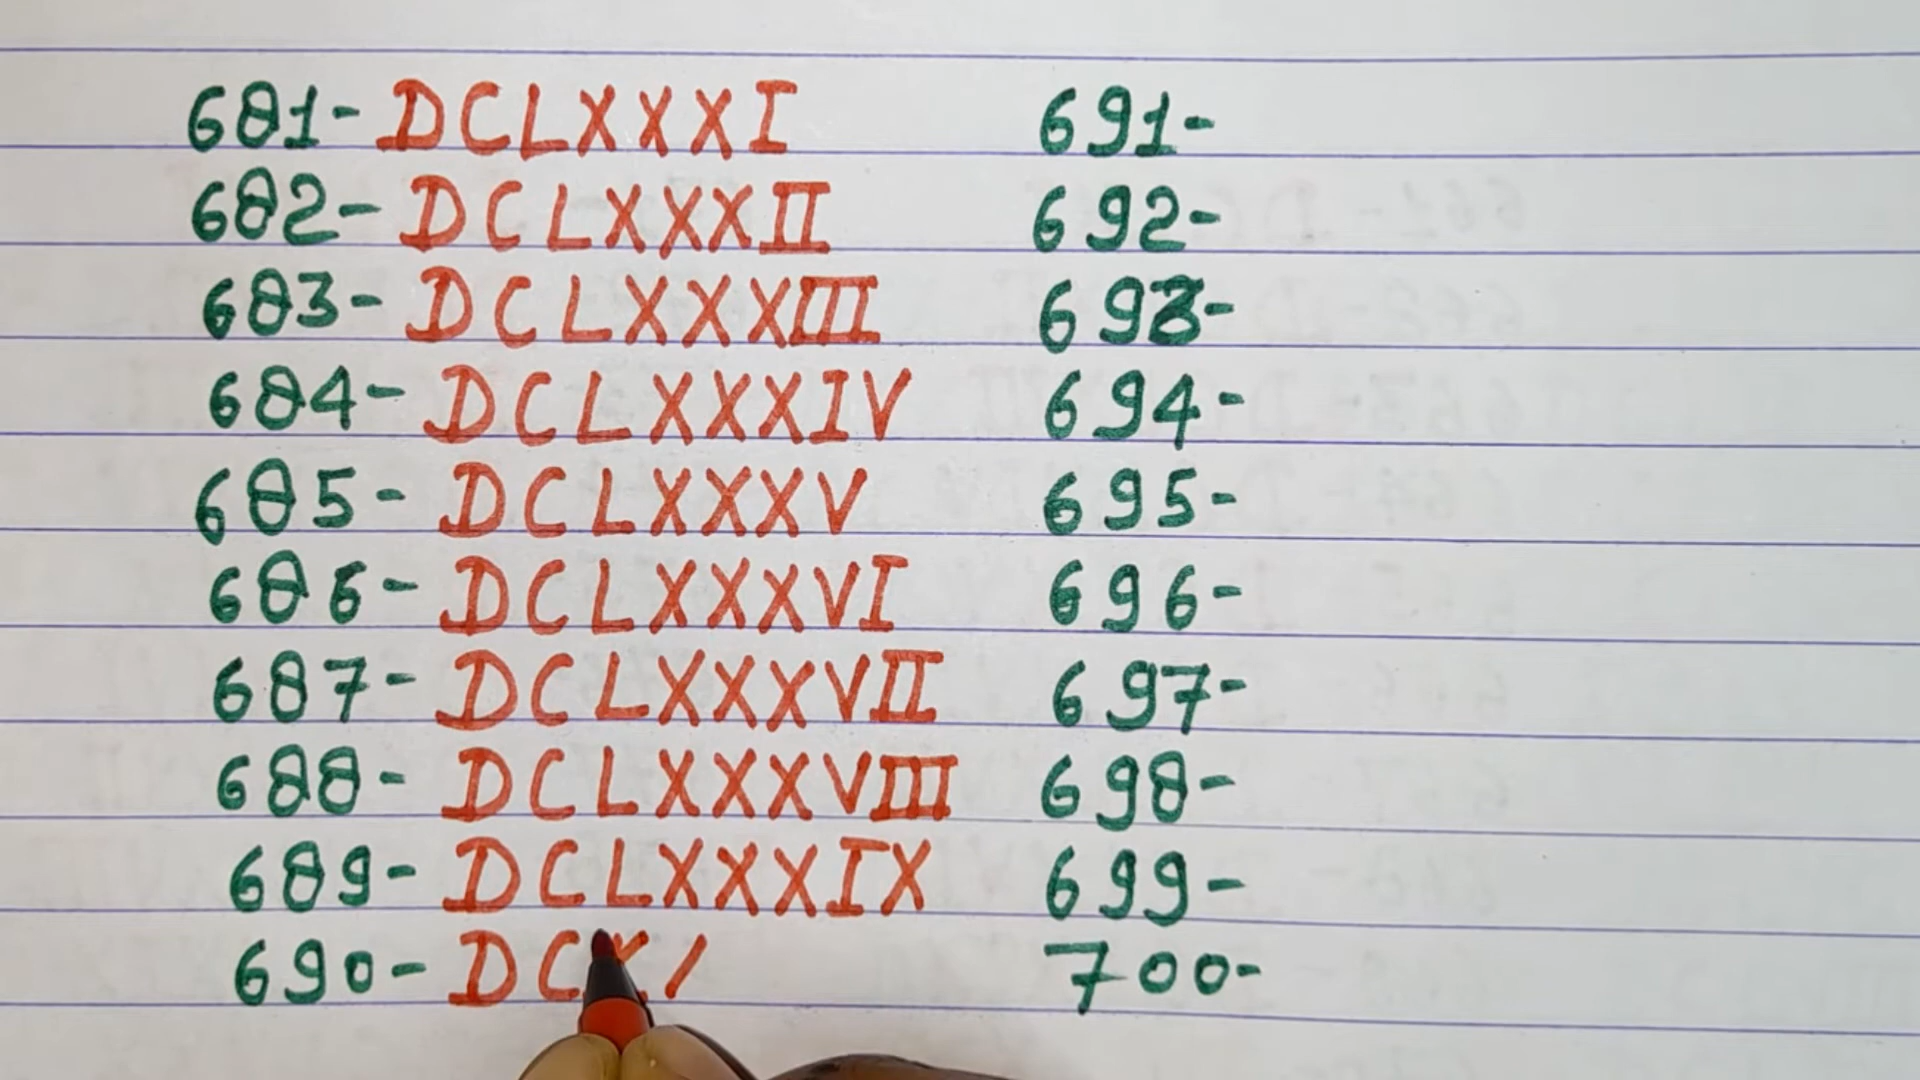 681- DCLXXXI 691-
682- DCLXXXII 692-
683- DCLXXXIII 693-
684- DCLXXXIV 694-
685- DCLXXXV 695-
686- DCLXXXVI 696-
687- DCLXXXVII 697-
688- DCLXXXVIII 698-
689- DCLXXXIX 699-
690- DCX 700-